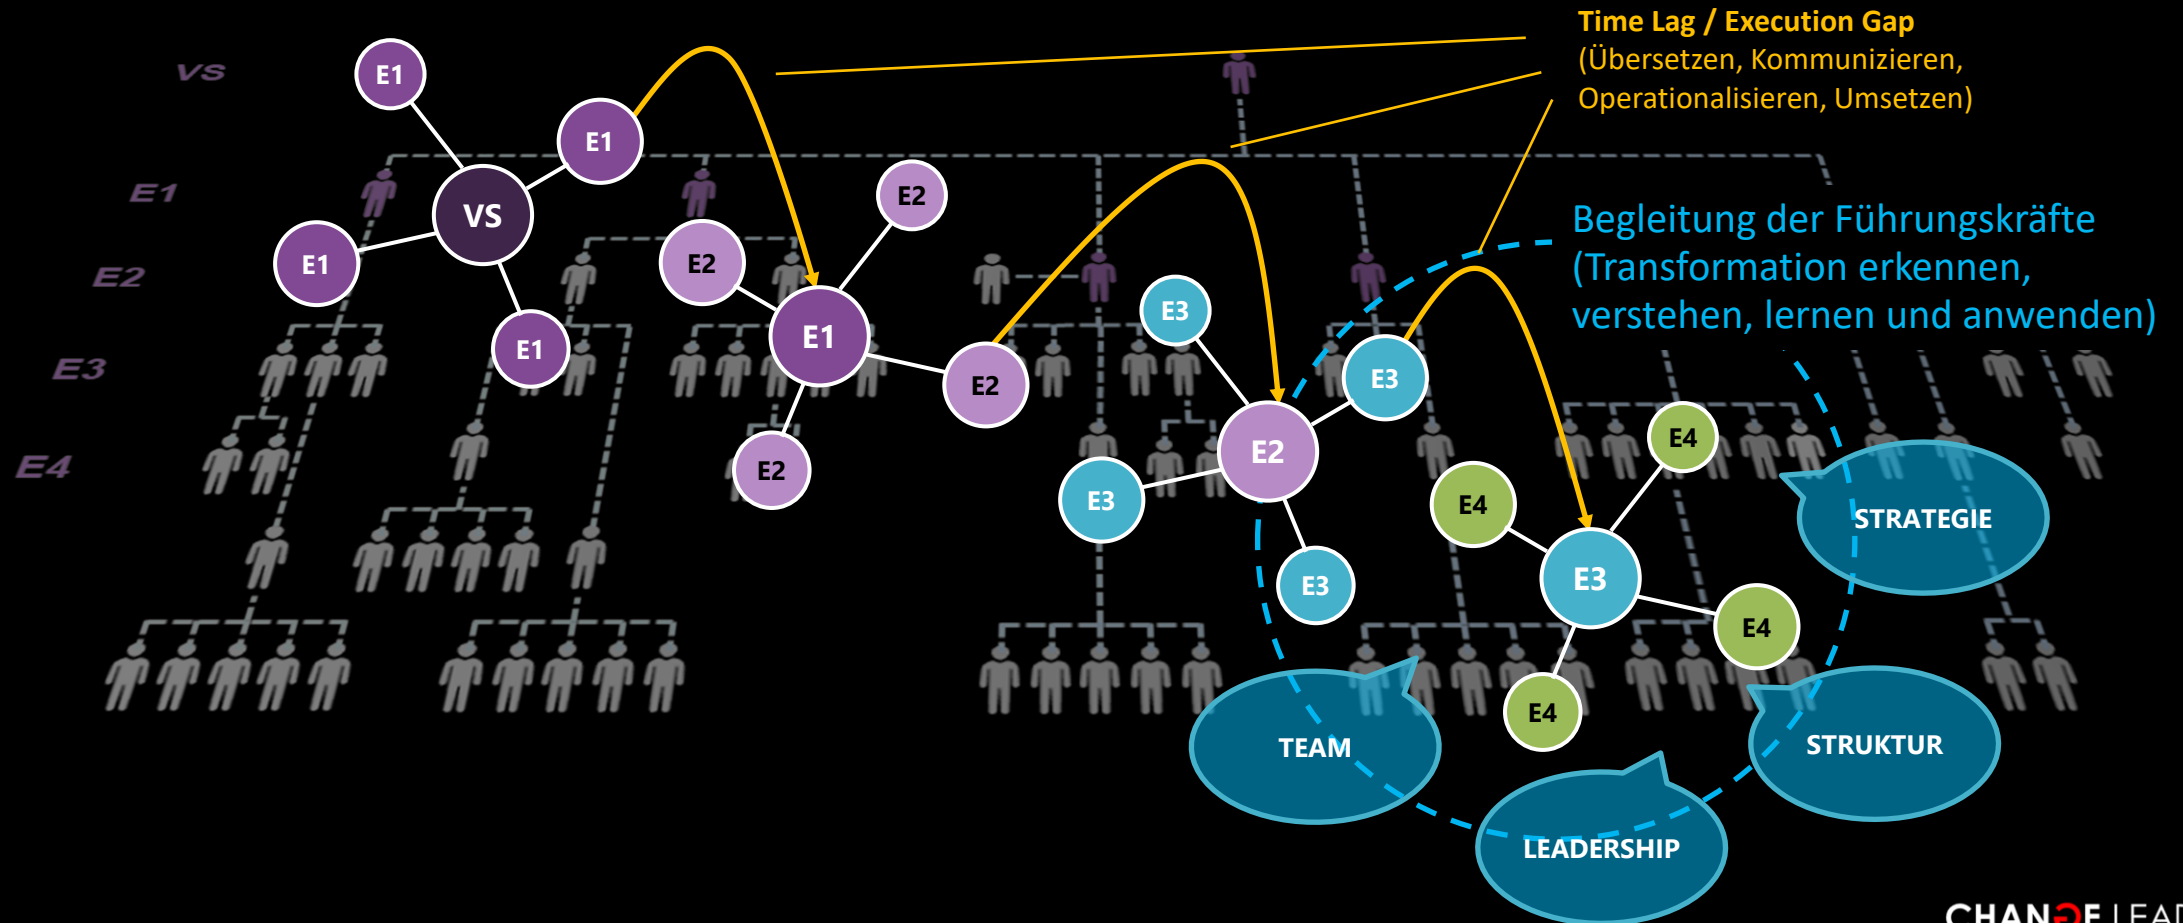 Time Lag / Execution Gap
(Übersetzen, Kommunizieren,
Operationalisieren, Umsetzen)
VS
E1
E2
E3
E4
E1
E1
VS
E1
E1
E2
E2
E1
E2
E2
Begleitung der Führungskräfte
(Transformation erkennen,
verstehen, lernen und anwenden)
E3
E3
E2
E3
E3
E4
E4
E3
E4
E4
STRATEGIE
STRUKTUR
TEAM
LEADERSHIP
CHANGE LEAD